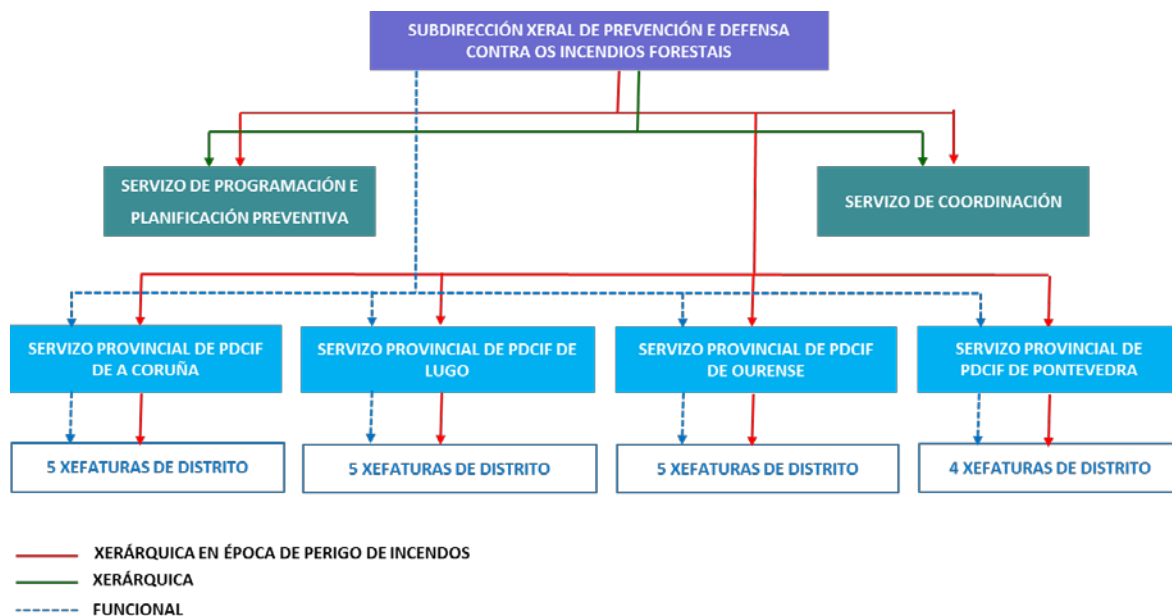 SUBDIRECCIÓN XERAL DE PREVENCIÓN E DEFENSA
CONTRA OS INCENDIOS FORESTAIS
SERVIZO DE PROGRAMACIÓN E
PLANIFICACIÓN PREVENTIVA
SERVIZO DE COORDINACIÓN
SERVIZO PROVINCIAL DE PDCIF
DE A CORUÑA
SERVIZO PROVINCIAL DE PDCIF DE
LUGO
SERVIZO PROVINCIAL DE PDCIF
DE OURENSE
SERVIZO PROVINCIAL DE
PDCIF DE PONTEVEDRA
5 XEFATURAS DE DISTRITO
5 XEFATURAS DE DISTRITO
5 XEFATURAS DE DISTRITO
4 XEFATURAS DE DISTRITO
XERÁRQUICA EN ÉPOCA DE PERIGO DE INCENDOS
XERÁRQUICA
FUNCIONAL